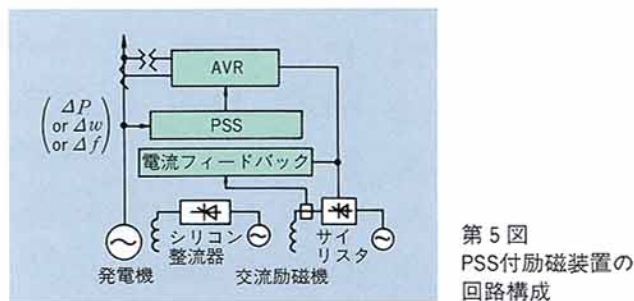 AVR
ΔP
or Δw
or Δf
PSS
電流フィードバック
シリコン
整流器
サイ
リスタ
発電機
交流励磁機
第5図
PSS付励磁装置の
回路構成